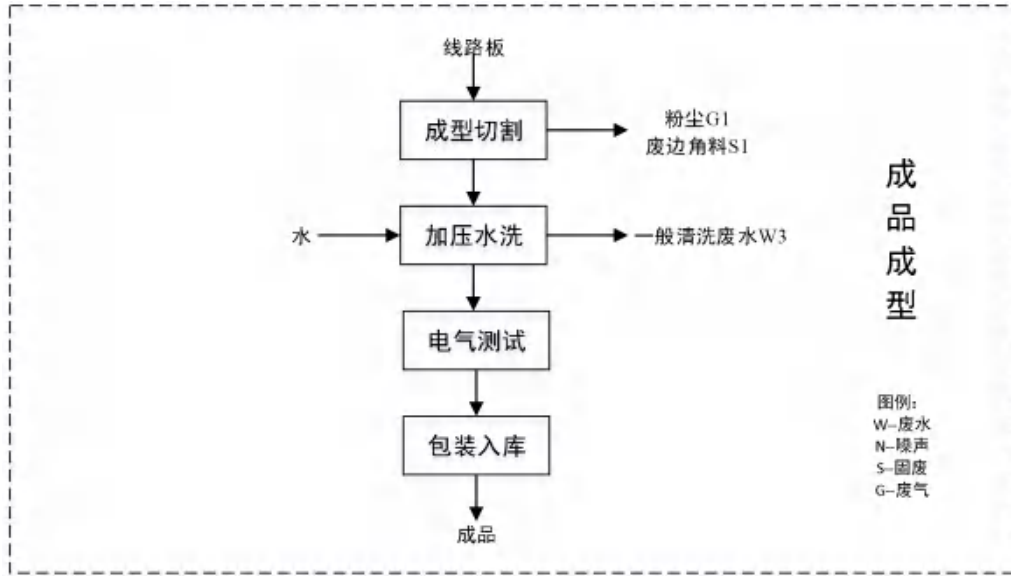 线路板
成型切割
粉尘G1
废边角料S1
水
加压水洗
一般清洗废水W3
电气测试
包装入库
成品
成品成型
图例：
W–废水
N–噪声
S–固废
G–废气